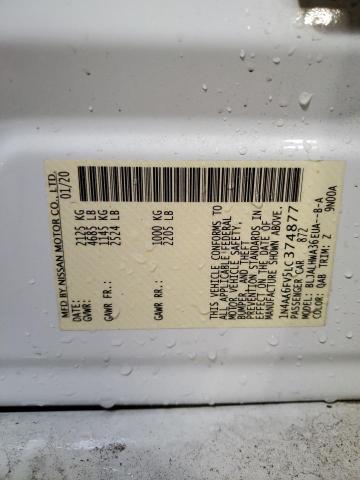 MFD BY NISSAN MOTOR CO., LTD.
DATE: 01/20
GVWR: 2125 KG
4685 LB
GAWR FR: 1145 KG
2524 LB
GAWR RR: 1000 KG
2205 LB
THIS VEHICLE CONFORMS TO ALL
APPLICABLE FEDERAL MOTOR
VEHICLE SAFETY,
BUMPER, AND THEFT
PREVENTION STANDARDS IN
EFFECT ON THE DATE OF
MANUFACTURE SHOWN ABOVE.
1N4AA6FV5LC374877
PASSENGER CAR 872
MODEL: BLJALHWA36EUA--B-A
COLOR: QAB TRIM: Z 9N00A